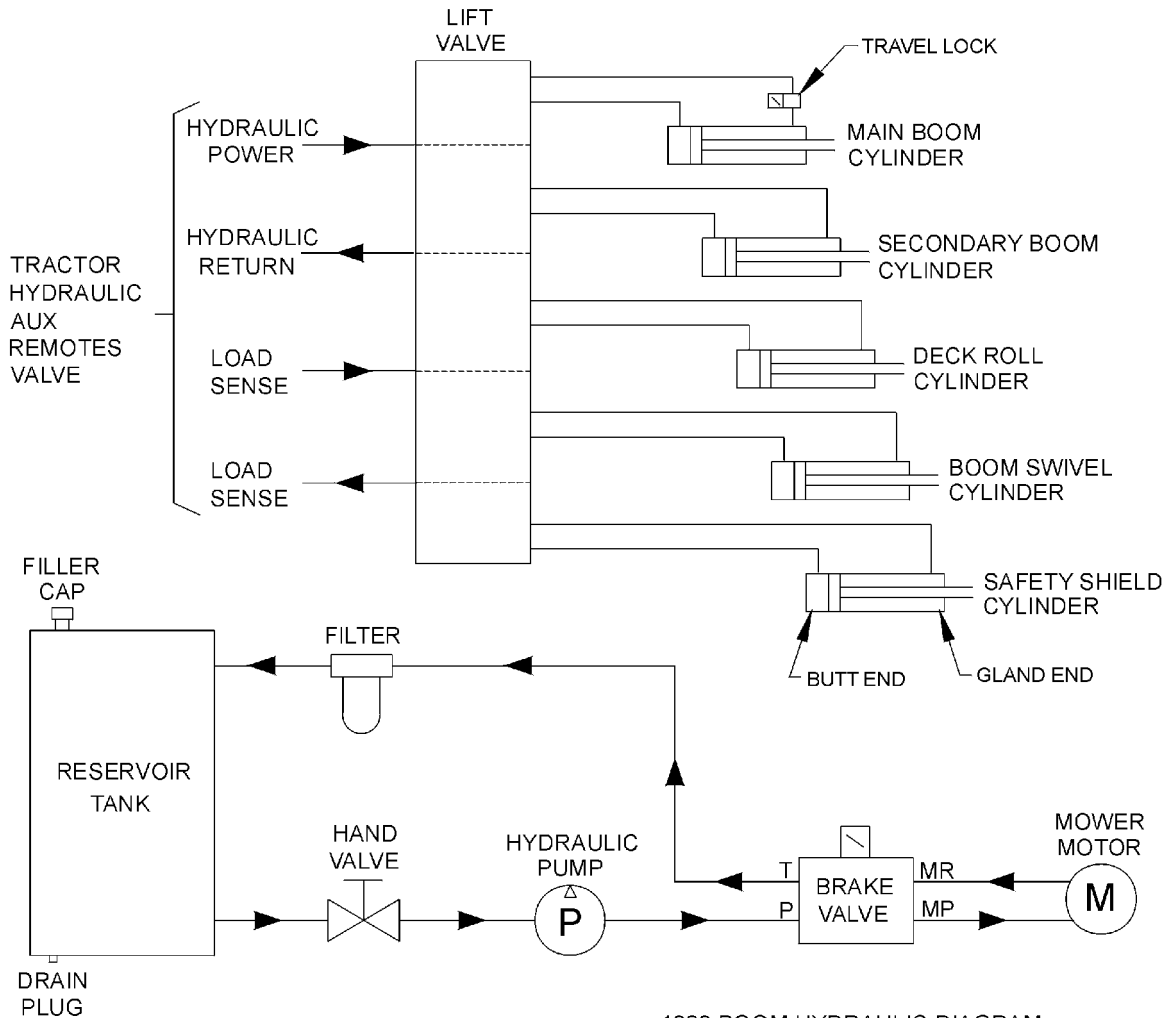 LIFT
VALVE
TRAVEL LOCK
HYDRAULIC
POWER
MAIN BOOM
CYLINDER
HYDRAULIC
RETURN
SECONDARY BOOM
CYLINDER
TRACTOR
HYDRAULIC
AUX
REMOTES
VALVE
LOAD
SENSE
DECK ROLL
CYLINDER
LOAD
SENSE
BOOM SWIVEL
CYLINDER
SAFETY SHIELD
CYLINDER
BUTT END
GLAND END
FILLER
CAP
FILTER
RESERVOIR
TANK
HAND
VALVE
HYDRAULIC
PUMP
P
T
P
BRAKE
VALVE
MR
MP
MOWER
MOTOR
M
DRAIN
PLUG
BOOM HYDRAULIC DIAGRAM